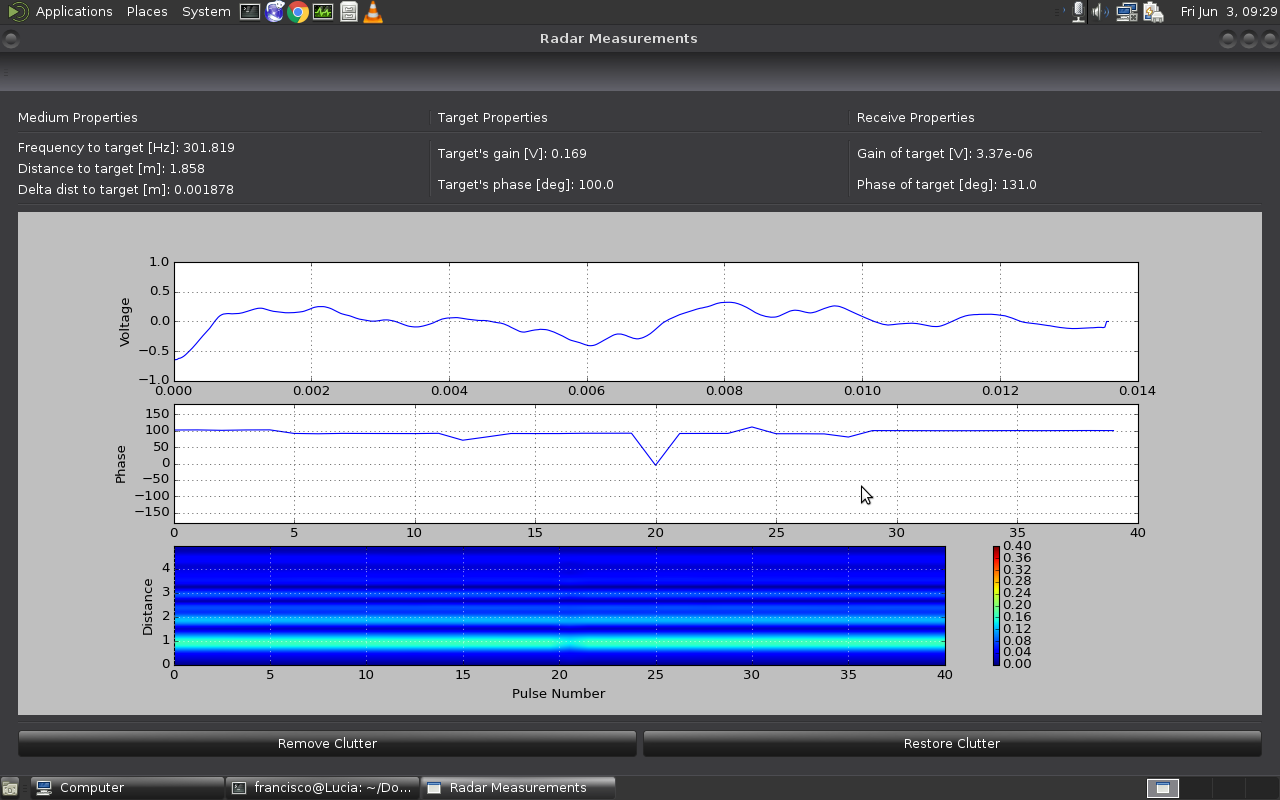 Applications Places System Fri Jun 3, 09:29
Radar Measurements
Medium Properties Target Properties Receive Properties
Frequency to target [Hz]: 301.819
Distance to target [m]: 1.858
Delta dist to target [m]: 0.001878
Target's gain [V]: 0.169
Target's phase [deg]: 100.0
Gain of target [V]: 3.37e-06
Phase of target [deg]: 131.0
1.0
0.5
0.0
−0.5
−1.0
Voltage
0.000 0.002 0.004 0.006 0.008 0.010 0.012 0.014
150
100
50
0
−50
−100
−150
Phase
0 5 10 15 20 25 30 35 40
4
3
2
1
0
Distance
0 5 10 15 20 25 30 35 40
Pulse Number
0.40
0.36
0.32
0.28
0.24
0.20
0.16
0.12
0.08
0.04
0.00
Remove Clutter Restore Clutter
Computer francisco@Lucia: ~/Do... Radar Measurements